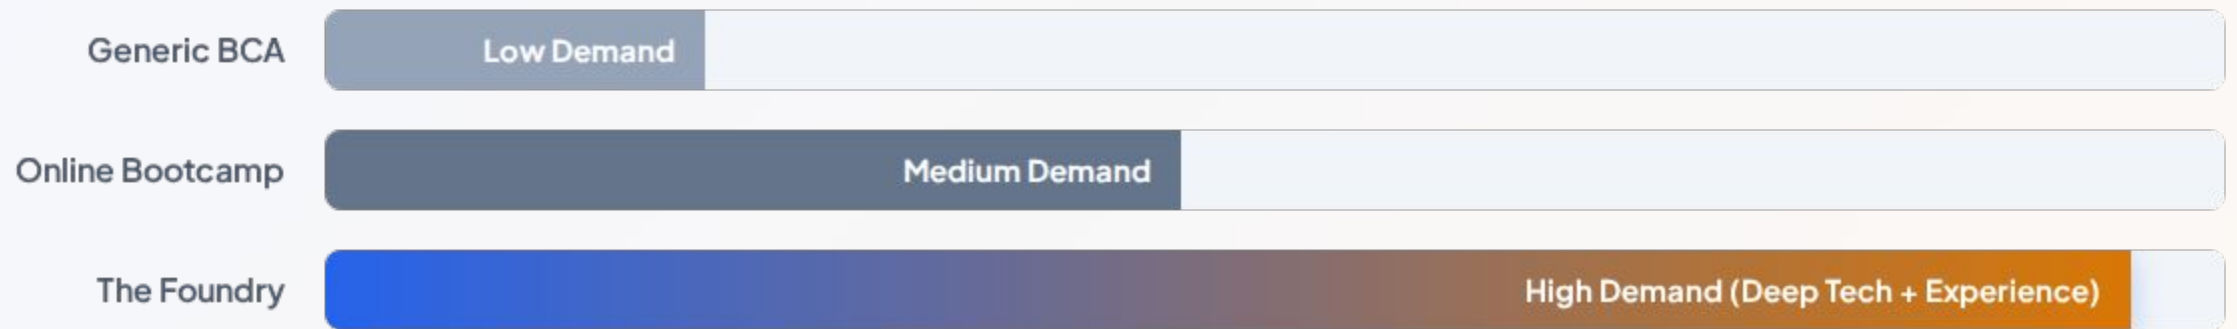 Generic BCA
Low Demand
Online Bootcamp
Medium Demand
The Foundry
High Demand (Deep Tech + Experience)